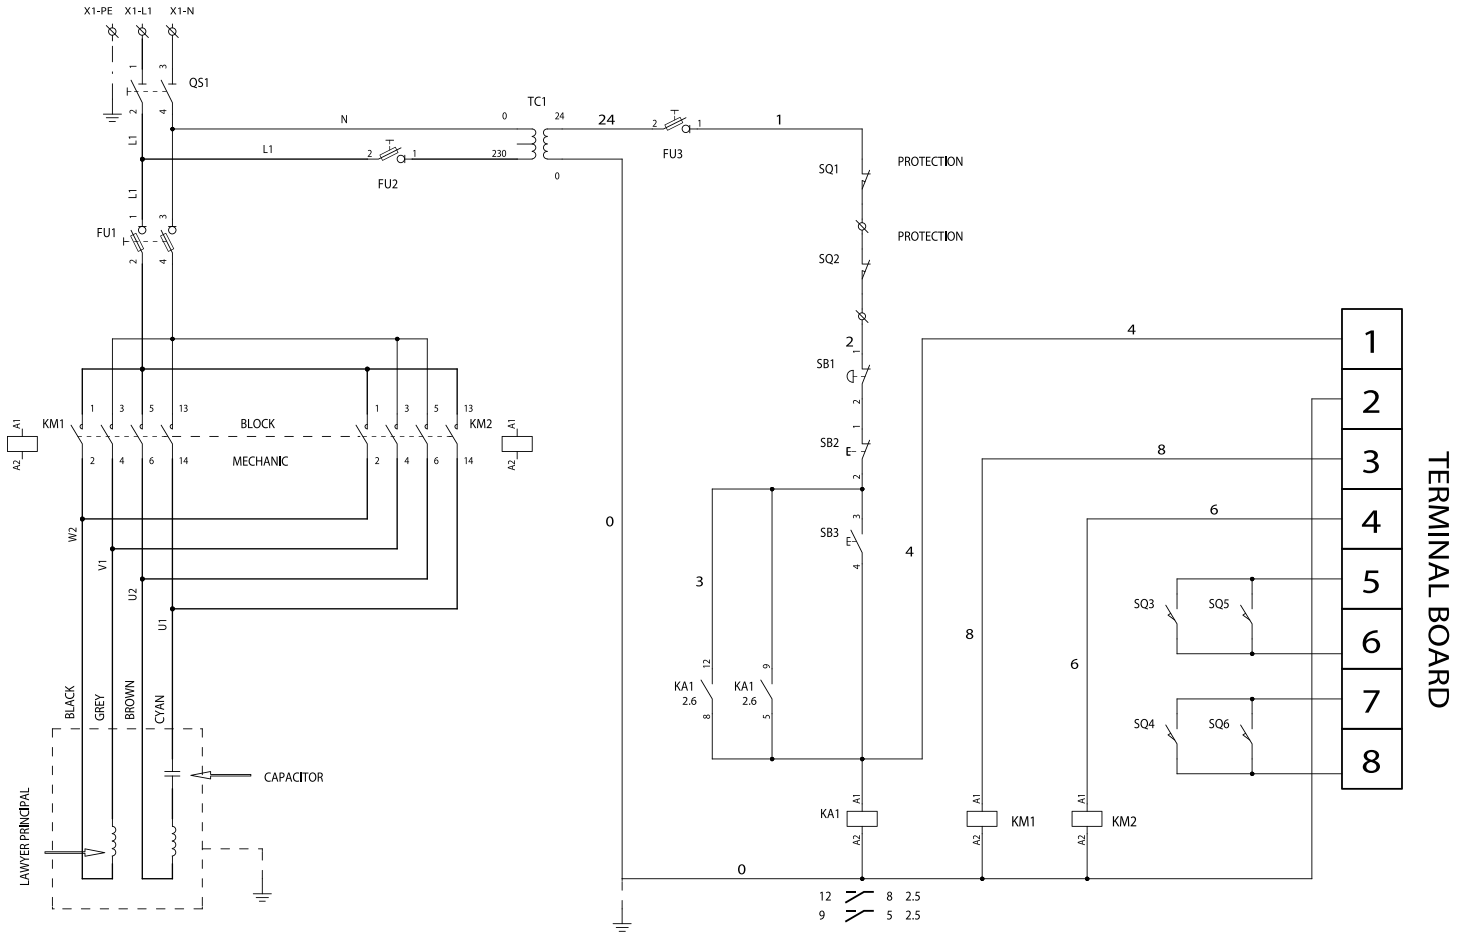 X1-PE X1-L1 X1-N
1 3
QS1
2 4
L1
N
0 TC1 24
24
2 1
FU3
1
L1
2 1
FU2
230
0
L1
1 3
FU1
2 4
SQ1
PROTECTION
PROTECTION
SQ2
2
1
SB1
2
1
SB2
2
3
SB3
4
A1
A2
KM1
1 3 5 13
BLOCK
1 3 5 13
KM2
A1
A2
2 4 6 14
MECHANIC
2 4 6 14
W2
V1
U2
U1
BLACK
GREY
BROWN
CYAN
CAPACITOR
LAWYER PRINCIPAL
0
3
4
4
12
KA1
2.6
8
9
KA1
2.6
5
8
8
6
6
SQ3 SQ5
SQ4 SQ6
KA1
A1
A2
A1
KM1
A2
A1
KM2
A2
0
12 8 2.5
9 5 2.5
1
2
3
4
5
6
7
8
TERMINAL BOARD